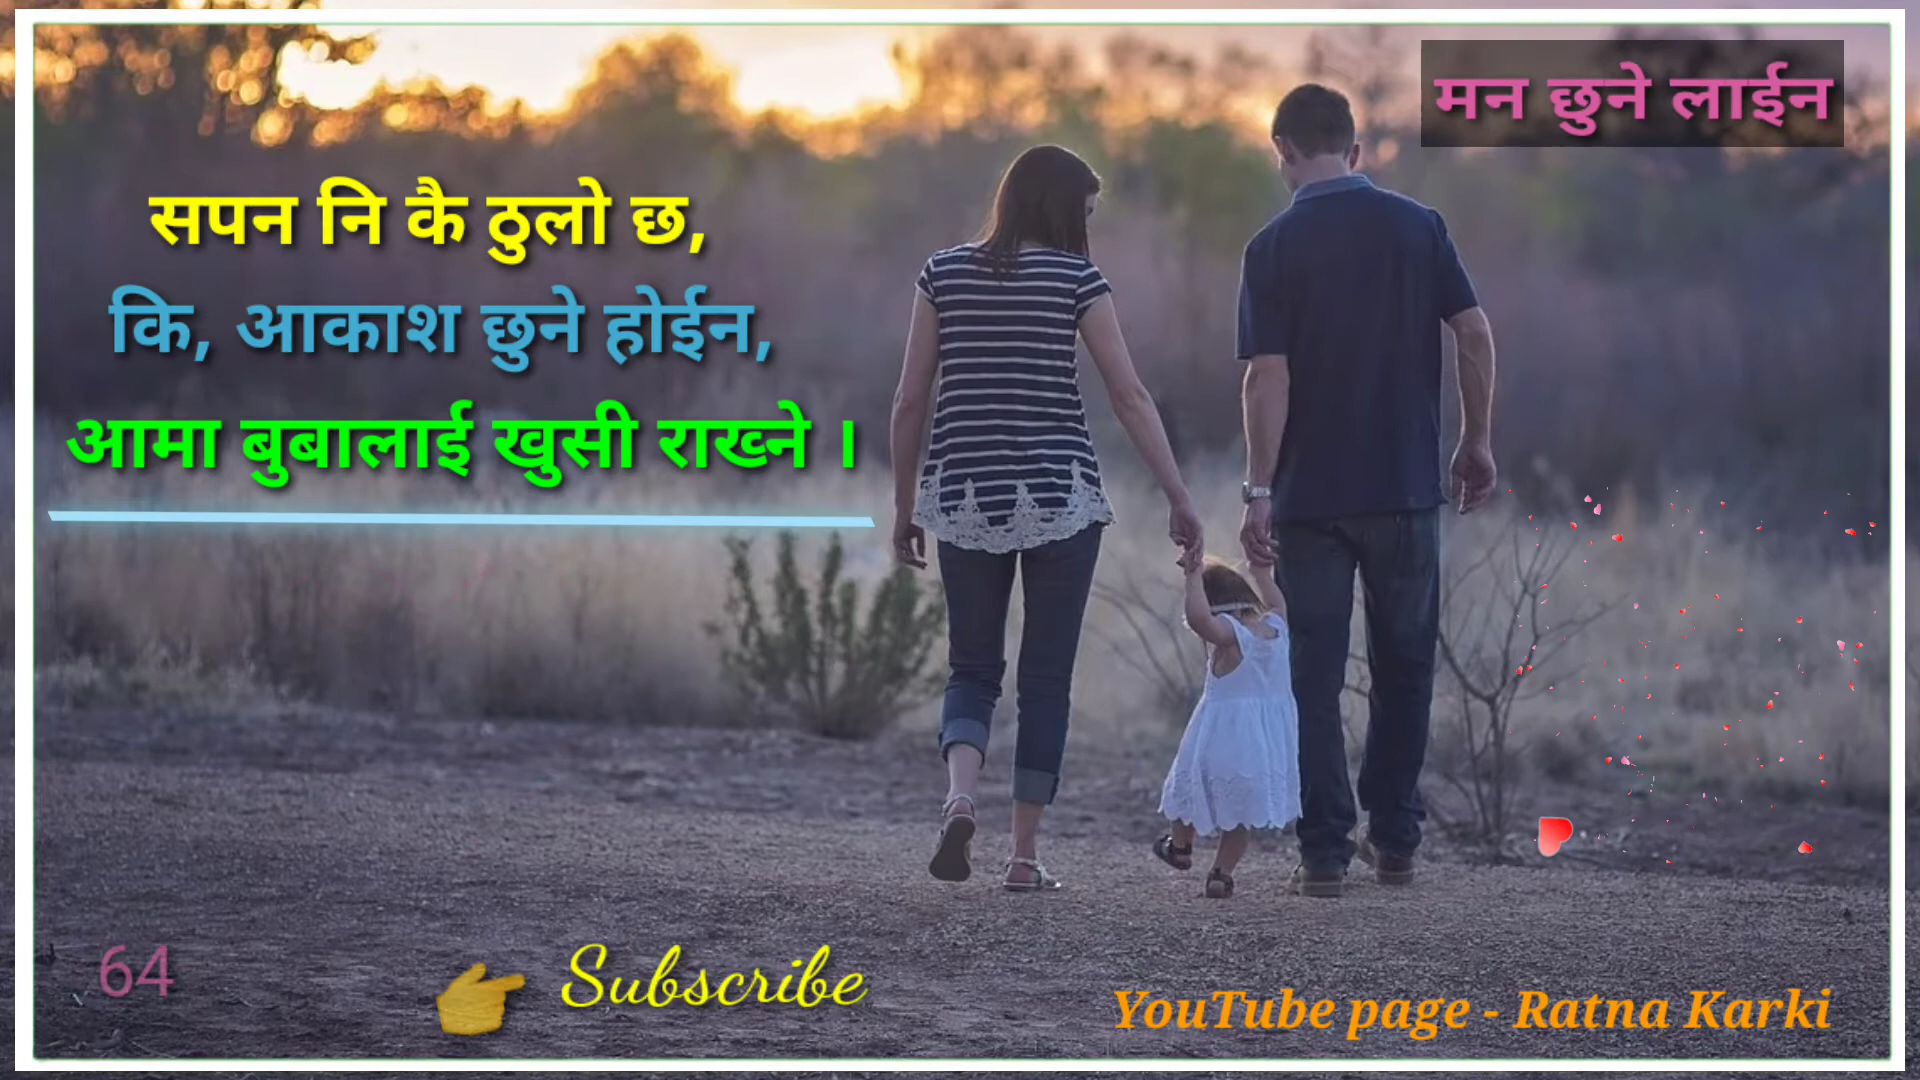 मन छुने लाईन
सपन नि कै ठुलो छ,
कि, आकाश छुने होईन,
आमा बुबालाई खुसी राख्ने ।
64
Subscribe
YouTube page - Ratna Karki